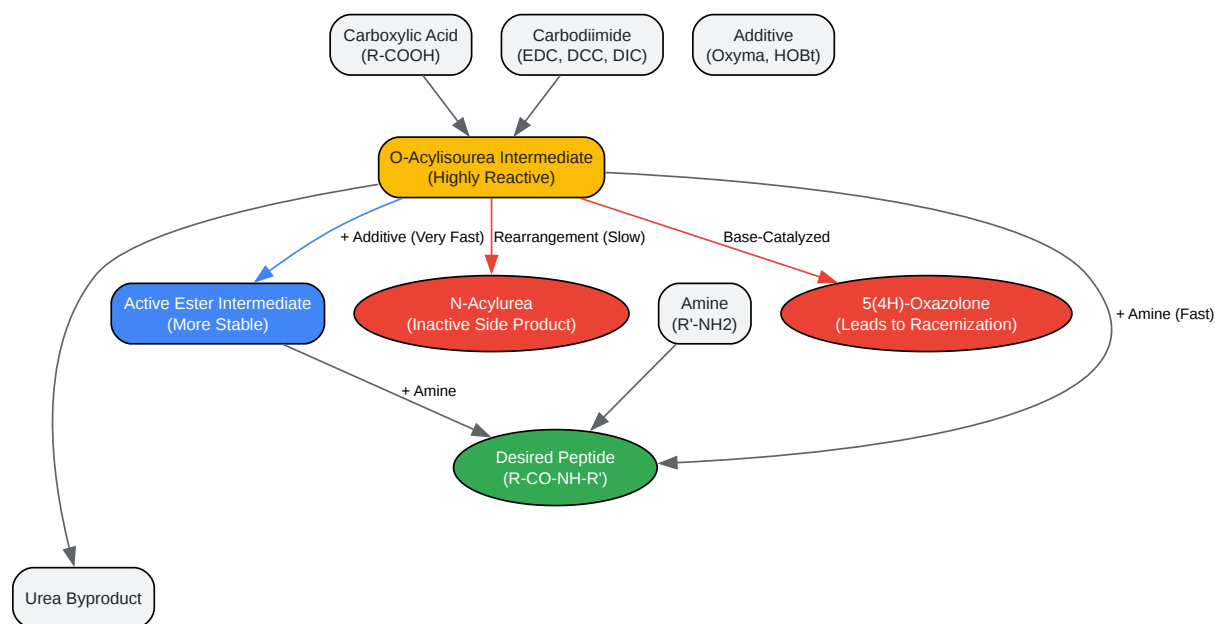 Carboxylic Acid
(R-COOH)
Carbodiimide
(EDC, DCC, DIC)
Additive
(Oxyma, HOBt)
O-Acylisourea Intermediate
(Highly Reactive)
+ Additive (Very Fast)
Rearrangement (Slow)
Base-Catalyzed
Active Ester Intermediate
(More Stable)
N-Acylurea
(Inactive Side Product)
Amine
(R'-NH2)
5(4H)-Oxazolone
(Leads to Racemization)
+ Amine (Fast)
+ Amine
Desired Peptide
(R-CO-NH-R')
Urea Byproduct